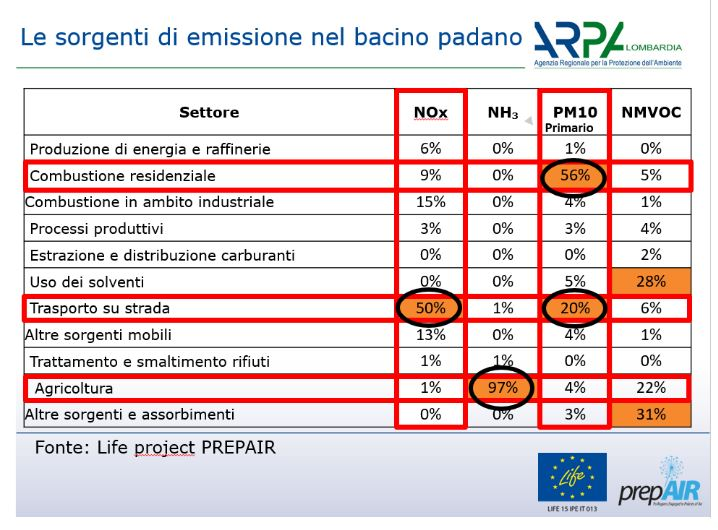 Le sorgenti di emissione nel bacino padano
ARPA LOMBARDIA
Agenzia Regionale per la Protezione dell'Ambiente
Settore NOx NH₃ PM10 NMVOC
Primario
Produzione di energia e raffinerie 6% 0% 1% 0%
Combustione residenziale 9% 0% 56% 5%
Combustione in ambito industriale 15% 0% 4% 1%
Processi produttivi 3% 0% 3% 4%
Estrazione e distribuzione carburanti 0% 0% 0% 2%
Uso dei solventi 0% 0% 5% 28%
Trasporto su strada 50% 1% 20% 6%
Altre sorgenti mobili 13% 0% 4% 1%
Trattamento e smaltimento rifiuti 1% 1% 0% 0%
Agricoltura 1% 97% 4% 22%
Altre sorgenti e assorbimenti 0% 0% 3% 31%
Fonte: Life project PREPAIR
Life
LIFE 15 IPE IT 013
prepAIR